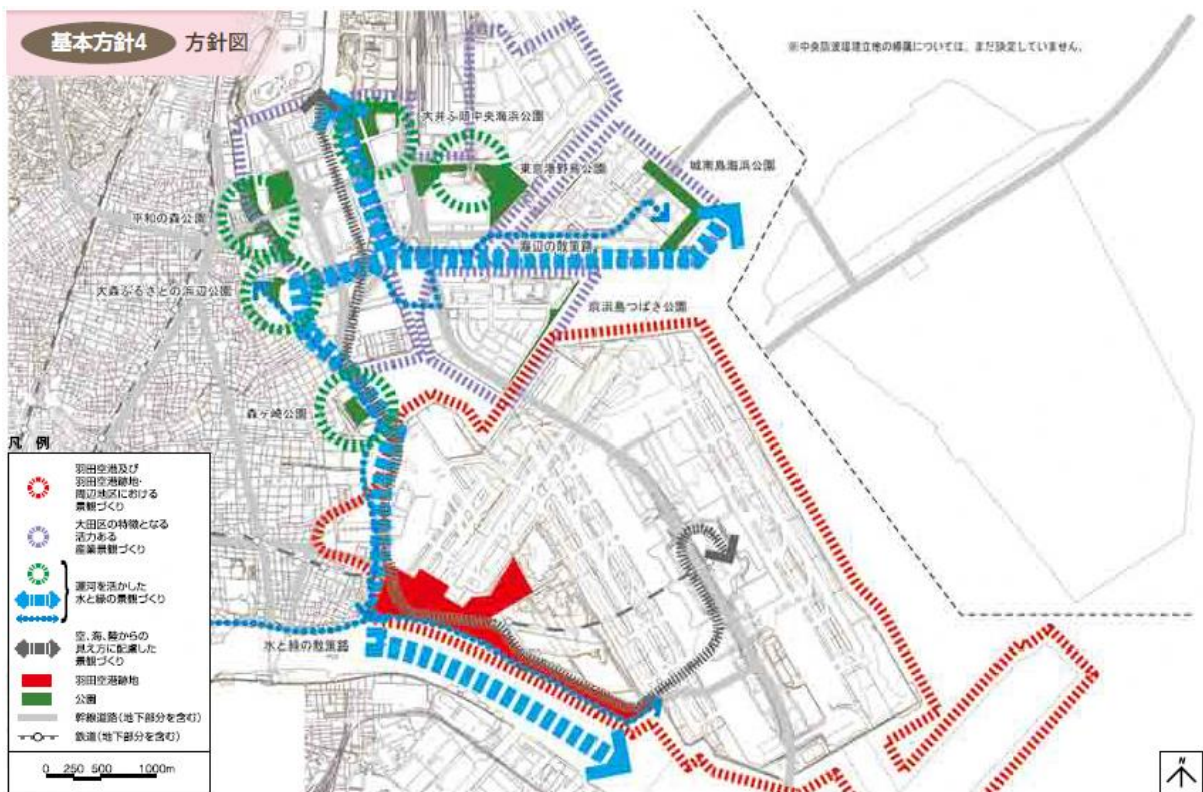 基本方針4 方針図
※中央防波堤埋立地の帰属については、まだ決定していません。
大井ふ頭中央海浜公園
東京港野鳥公園
城南島海浜公園
平和の森公園
海辺の散策路
大森ふるさとの浜辺公園
京浜島つばさ公園
森ヶ崎公園
水と緑の散策路
凡例
羽田空港及び
羽田空港跡地・
周辺地区における
景観づくり
大田区の特徴となる
活力ある
産業景観づくり
運河を活かした
水と緑の景観づくり
空、海、陸からの
見え方に配慮した
景観づくり
羽田空港跡地
公園
幹線道路(地下部分を含む)
鉄道(地下部分を含む)
0 250 500 1000m
N